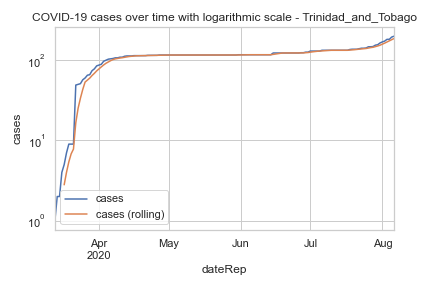 COVID-19 cases over time with logarithmic scale - Trinidad_and_Tobago
cases
10²
10¹
10⁰
cases
cases (rolling)
Apr
2020
May
Jun
Jul
Aug
dateRep